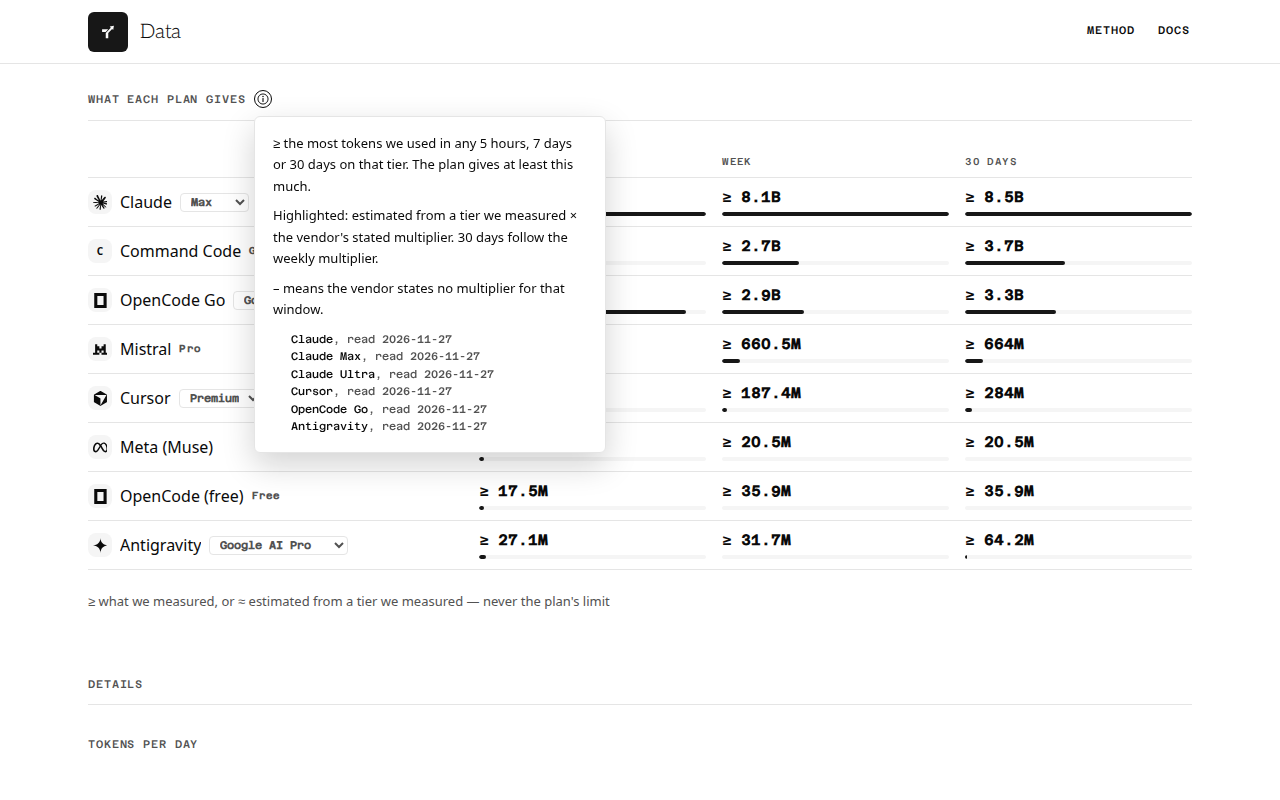 Data
METHOD DOCS
WHAT EACH PLAN GIVES
≥ the most tokens we used in any 5 hours, 7 days
or 30 days on that tier. The plan gives at least this
much.
Highlighted: estimated from a tier we measured ×
the vendor's stated multiplier. 30 days follow the
weekly multiplier.
– means the vendor states no multiplier for that
window.
Claude, read 2026-11-27
Claude Max, read 2026-11-27
Claude Ultra, read 2026-11-27
Cursor, read 2026-11-27
OpenCode Go, read 2026-11-27
Antigravity, read 2026-11-27
WEEK 30 DAYS
Claude Max ≥ 8.1B ≥ 8.5B
Command Code ≥ 2.7B ≥ 3.7B
OpenCode Go ≥ 2.9B ≥ 3.3B
Mistral Pro ≥ 660.5M ≥ 664M
Cursor Premium ≥ 187.4M ≥ 284M
Meta (Muse) ≥ 20.5M ≥ 20.5M
OpenCode (free) Free ≥ 17.5M ≥ 35.9M ≥ 35.9M
Antigravity Google AI Pro ≥ 27.1M ≥ 31.7M ≥ 64.2M
≥ what we measured, or ≈ estimated from a tier we measured — never the plan's limit
DETAILS
TOKENS PER DAY